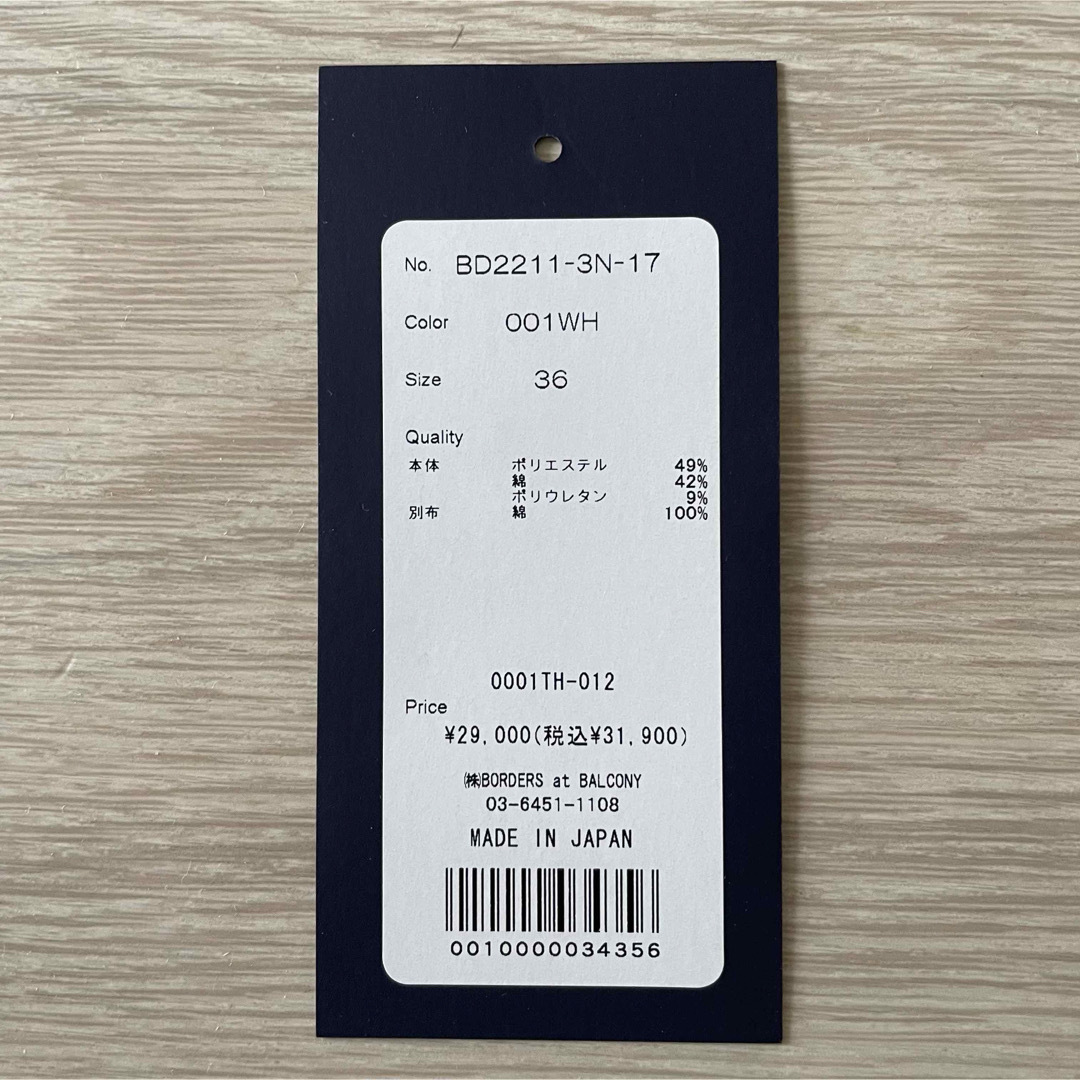 No. BD2211-3N-17
Color 001WH
Size 36
Quality
本体 ポリエステル 49%
綿 42%
ポリウレタン 9%
別布 綿 100%
0001TH-012
Price
¥29,000(税込¥31,900)
㈱BORDERS at BALCONY
03-6451-1108
MADE IN JAPAN
0010000034356